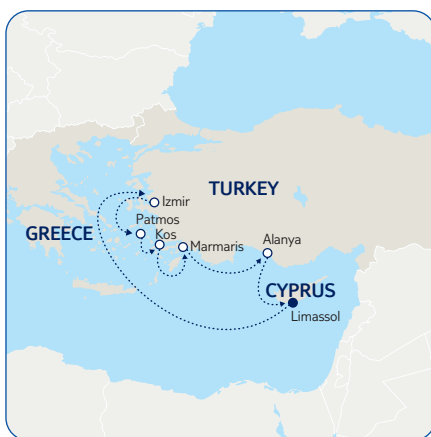 Izmir
TURKEY
Patmos
GREECE
Kos
Marmaris
Alanya
CYPRUS
Limassol